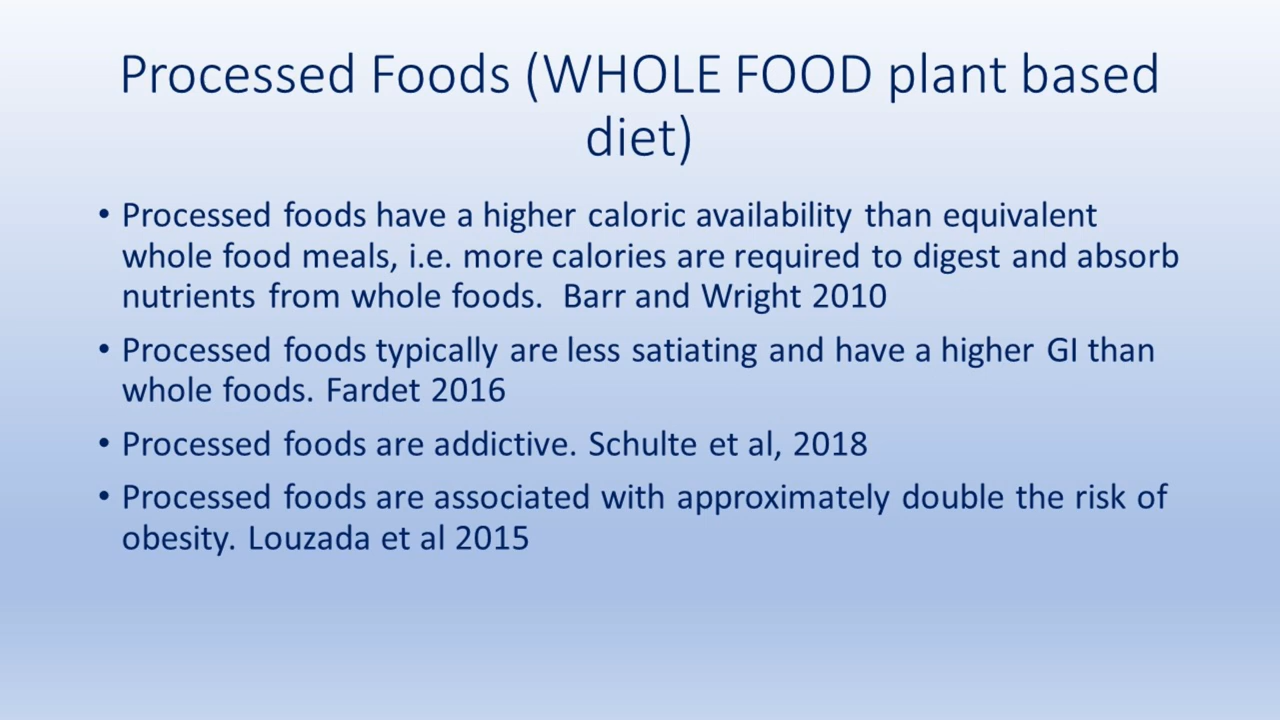 Processed Foods (WHOLE FOOD plant based
diet)
• Processed foods have a higher caloric availability than equivalent
whole food meals, i.e. more calories are required to digest and absorb
nutrients from whole foods.  Barr and Wright 2010
• Processed foods typically are less satiating and have a higher GI than
whole foods. Fardet 2016
• Processed foods are addictive. Schulte et al, 2018
• Processed foods are associated with approximately double the risk of
obesity. Louzada et al 2015